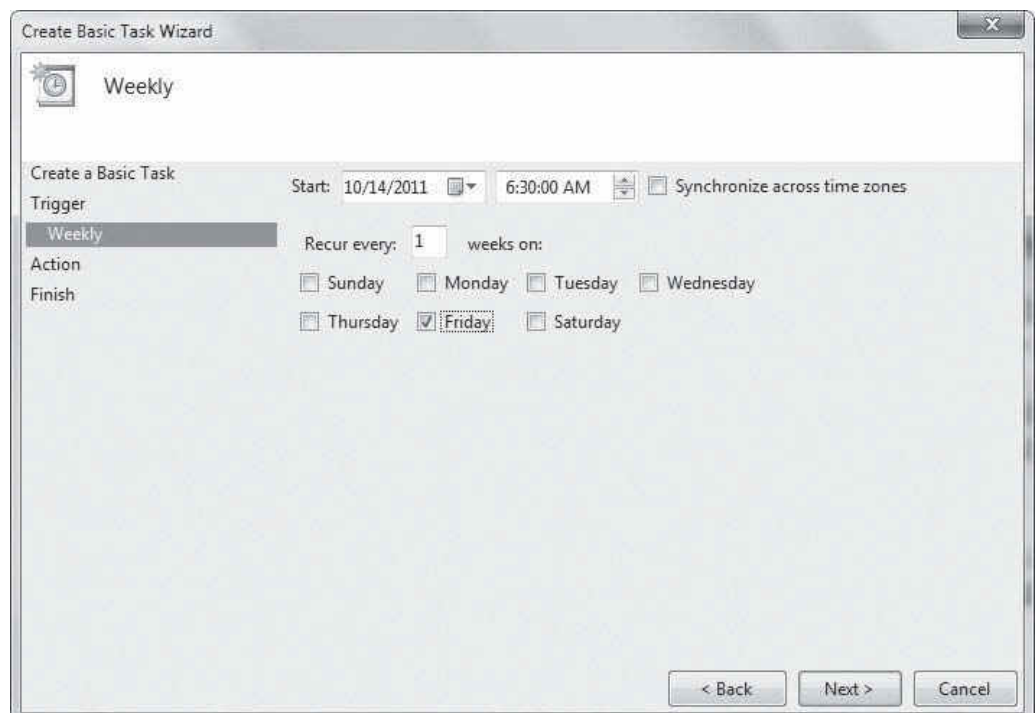 Create Basic Task Wizard
Weekly
Create a Basic Task
Trigger
Weekly
Action
Finish
Start: 10/14/2011 6:30:00 AM Synchronize across time zones
Recur every: 1 weeks on:
Sunday Monday Tuesday Wednesday
Thursday Friday Saturday
< Back Next > Cancel